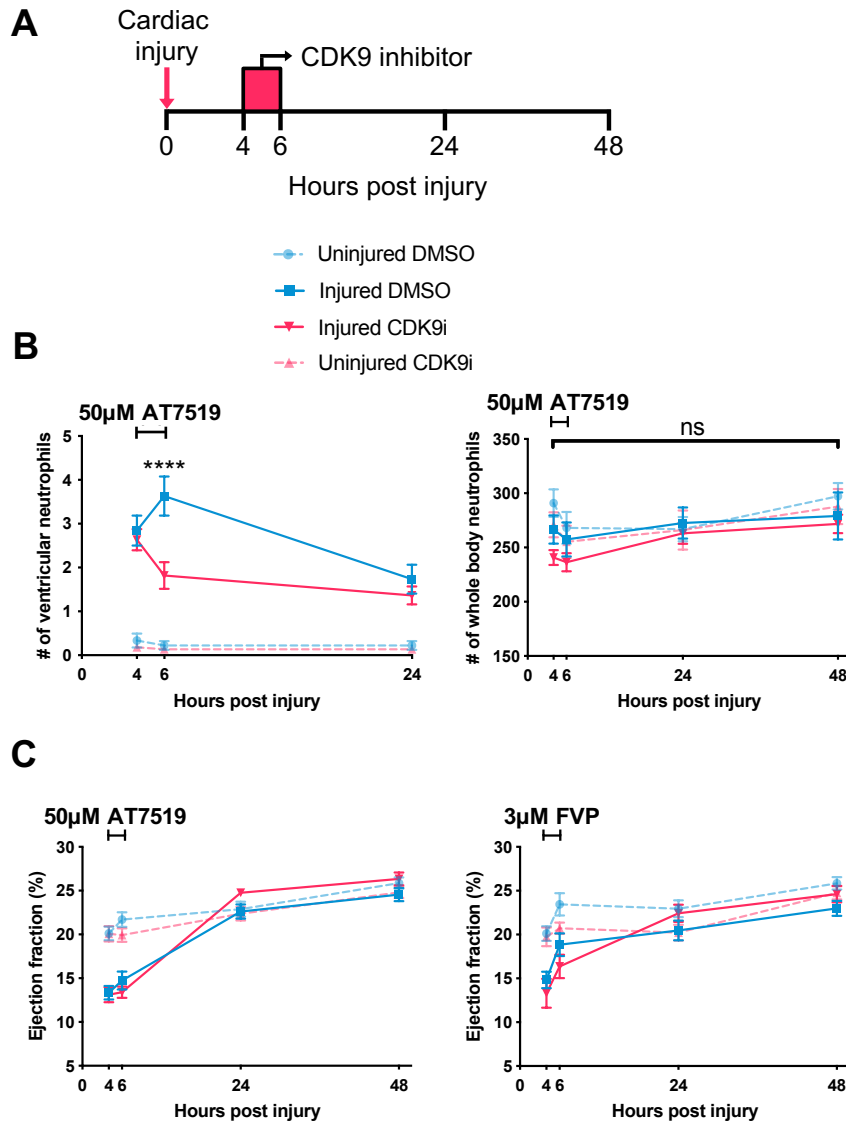 A
Cardiac
injury
CDK9 inhibitor
0 4 6 24 48
Hours post injury
Uninjured DMSO
Injured DMSO
Injured CDK9i
Uninjured CDK9i
B
50µM AT7519
****
# of ventricular neutrophils
5
4
3
2
1
0
0 4 6 24
Hours post injury
50µM AT7519
ns
# of whole body neutrophils
350
300
250
200
150
0 4 6 24 48
Hours post injury
C
50µM AT7519
Ejection fraction (%)
30
25
20
15
10
5
0 4 6 24 48
Hours post injury
3µM FVP
Ejection fraction (%)
30
25
20
15
10
5
0 4 6 24 48
Hours post injury